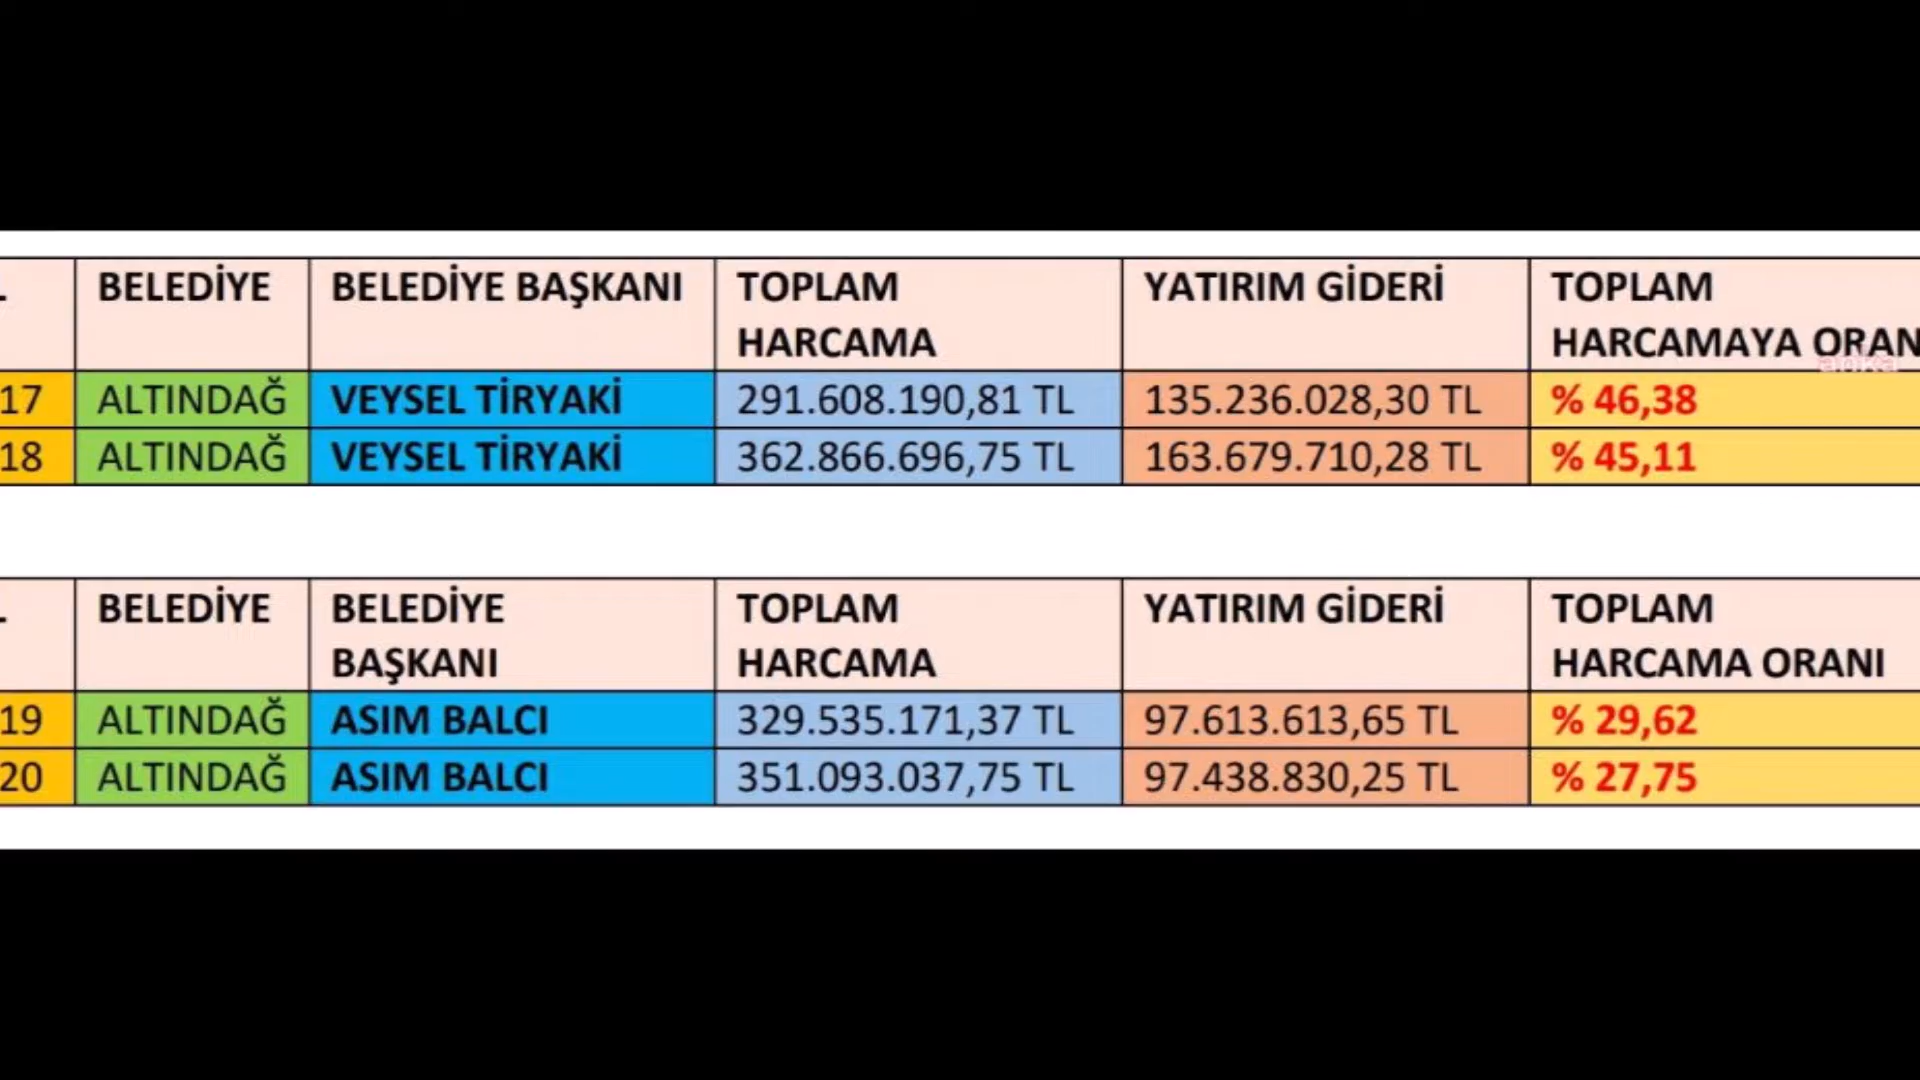 BELEDİYE BELEDİYE BAŞKANI TOPLAM HARCAMA YATIRIM GİDERİ TOPLAM HARCAMAYA ORAN
17 ALTINDAĞ VEYSEL TİRYAKİ 291.608.190,81 TL 135.236.028,30 TL % 46,38
18 ALTINDAĞ VEYSEL TİRYAKİ 362.866.696,75 TL 163.679.710,28 TL % 45,11
BELEDİYE BELEDİYE BAŞKANI TOPLAM HARCAMA YATIRIM GİDERİ TOPLAM HARCAMA ORANI
19 ALTINDAĞ ASIM BALCI 329.535.171,37 TL 97.613.613,65 TL % 29,62
20 ALTINDAĞ ASIM BALCI 351.093.037,75 TL 97.438.830,25 TL % 27,75
anka